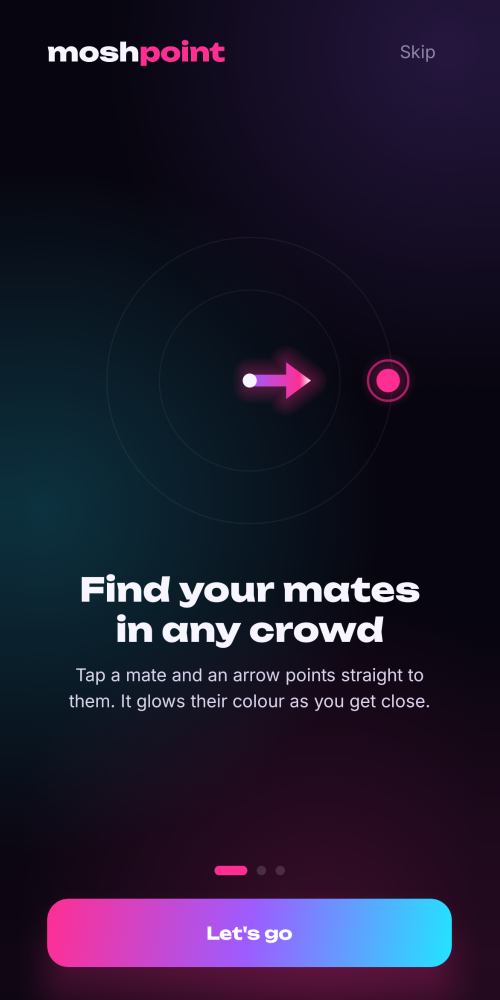 moshpoint
Skip
Find your mates
in any crowd
Tap a mate and an arrow points straight to
them. It glows their colour as you get close.
Let's go